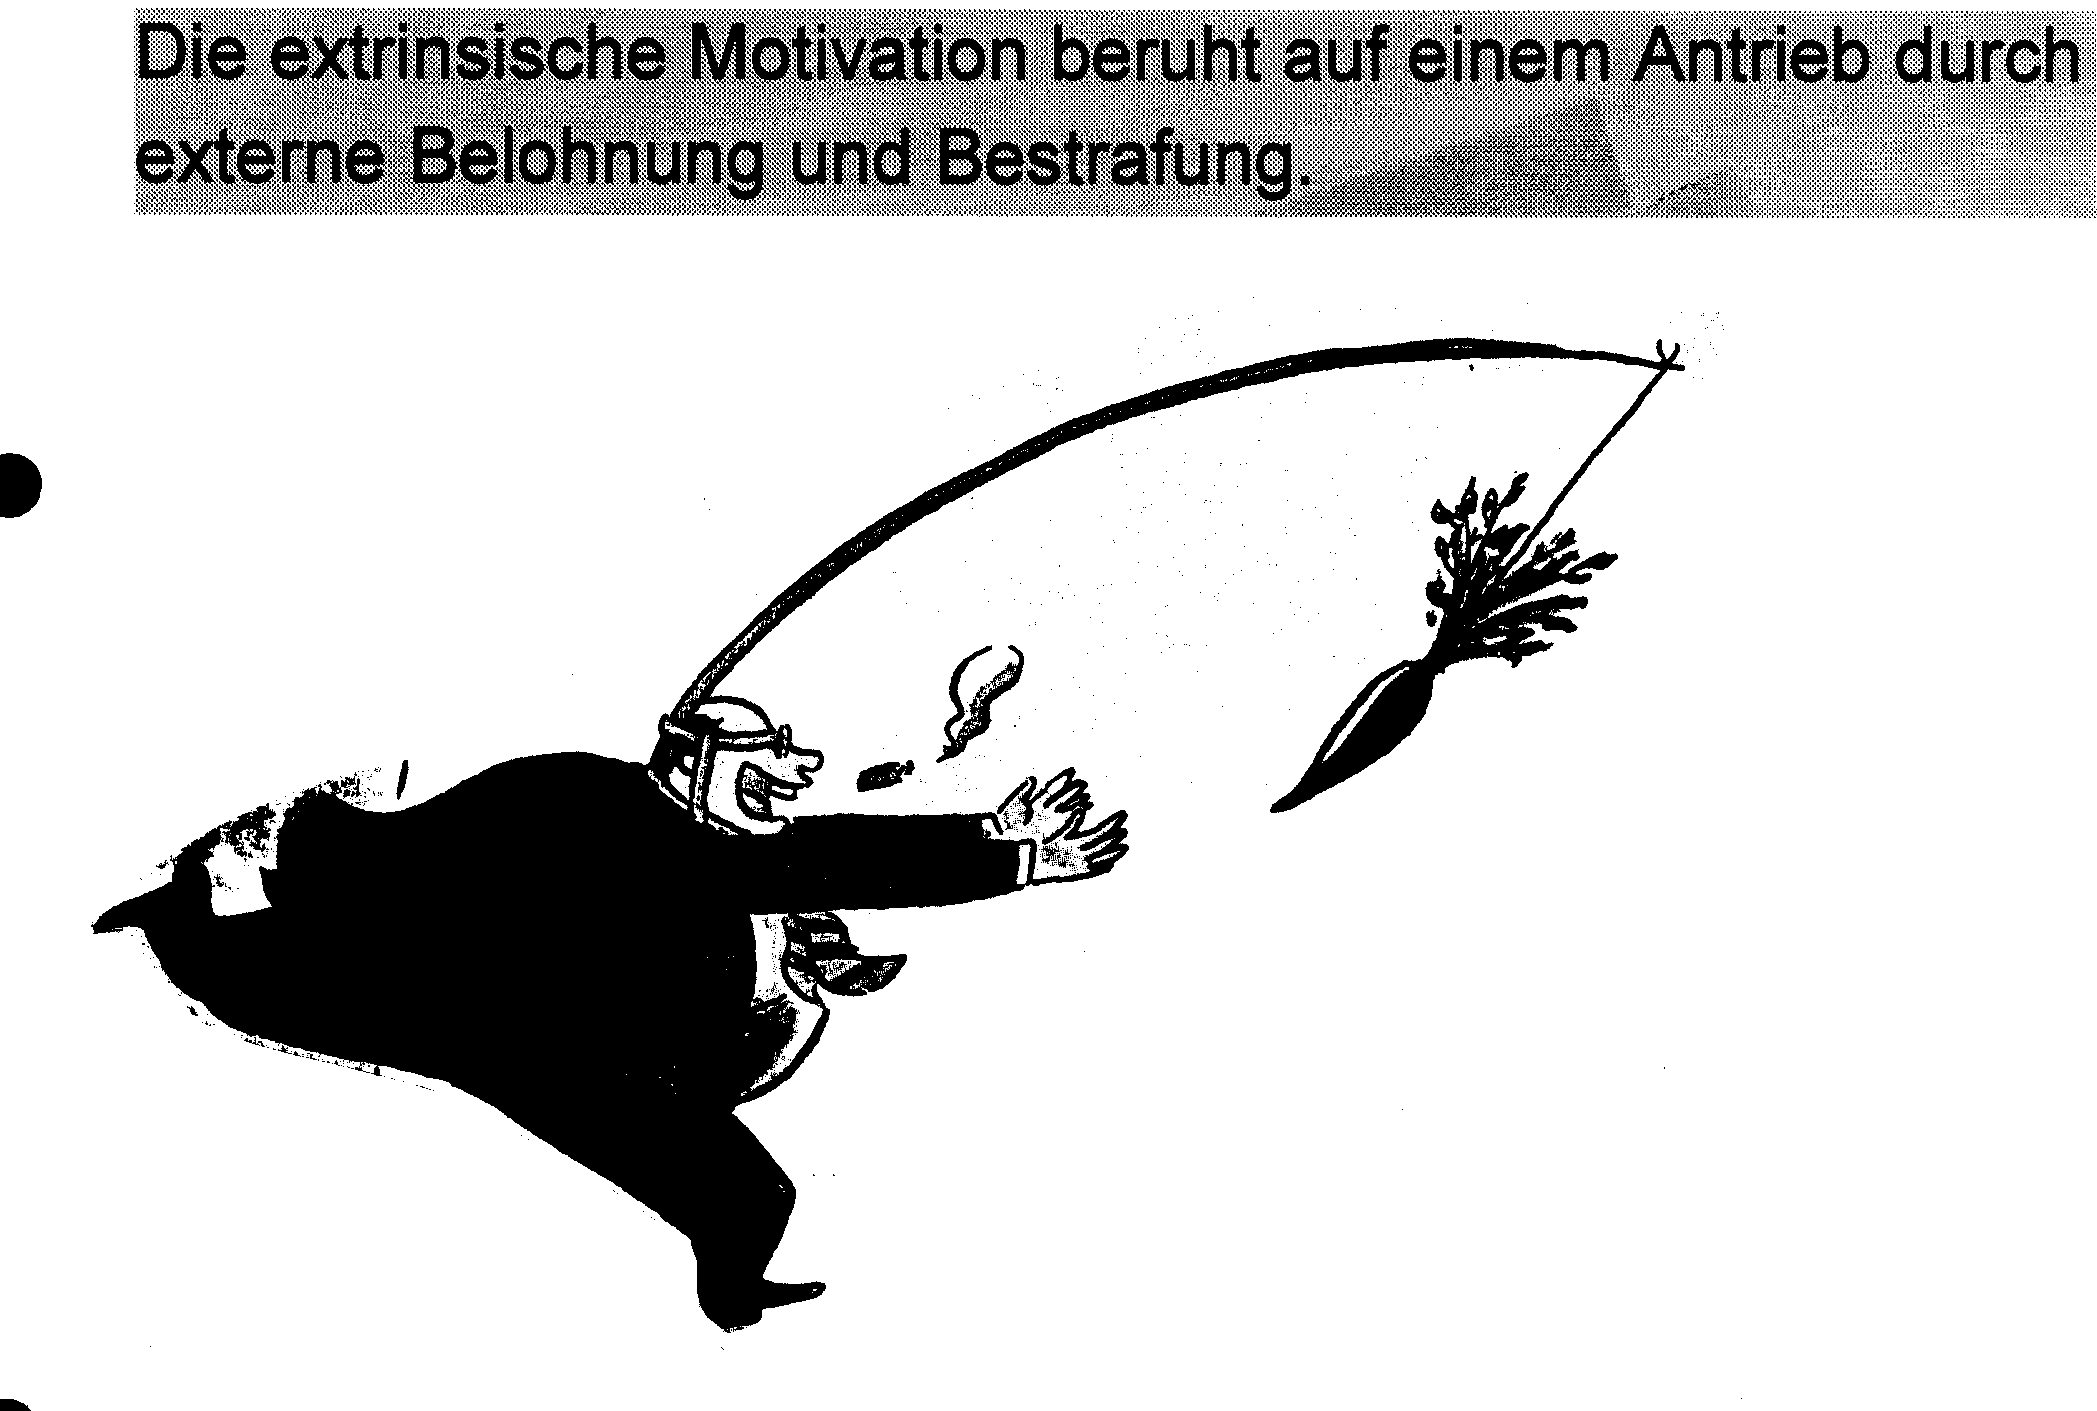 Die extrinsische Motivation beruht auf einem Antrieb durch
externe Belohnung und Bestrafung.